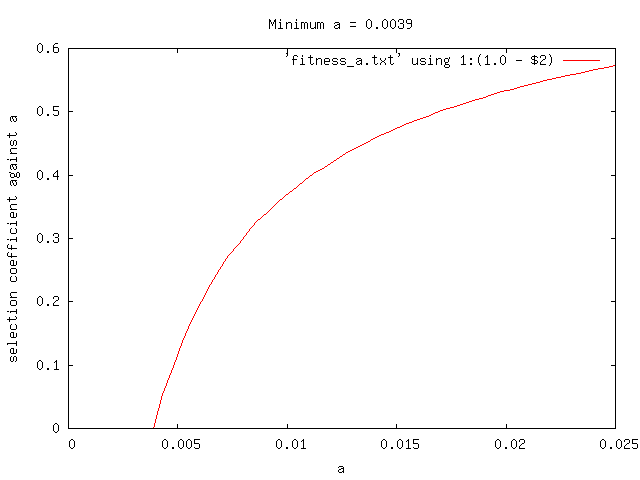 Minimum a = 0.0039
'fitness_a.txt' using 1:(1.0 - $2)
selection coefficient against a
0.6
0.5
0.4
0.3
0.2
0.1
0
0 0.005 0.01 0.015 0.02 0.025
a